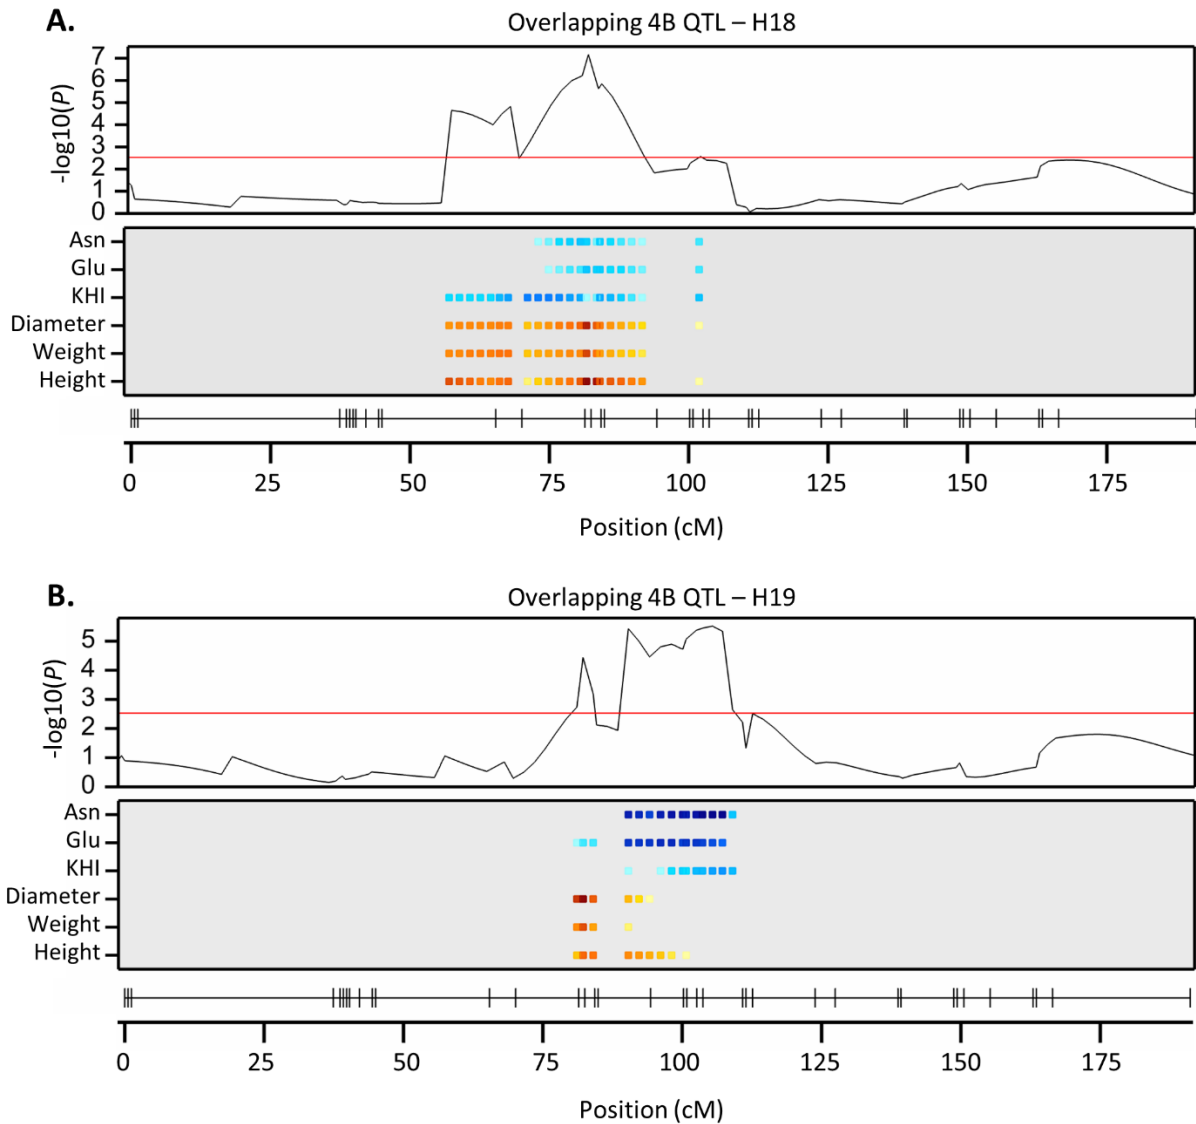 A.
Overlapping 4B QTL – H18
-log10(P)
7
6
5
4
3
2
1
0
Asn
Glu
KHI
Diameter
Weight
Height
0 25 50 75 100 125 150 175
Position (cM)
B.
Overlapping 4B QTL – H19
-log10(P)
5
4
3
2
1
0
Asn
Glu
KHI
Diameter
Weight
Height
0 25 50 75 100 125 150 175
Position (cM)